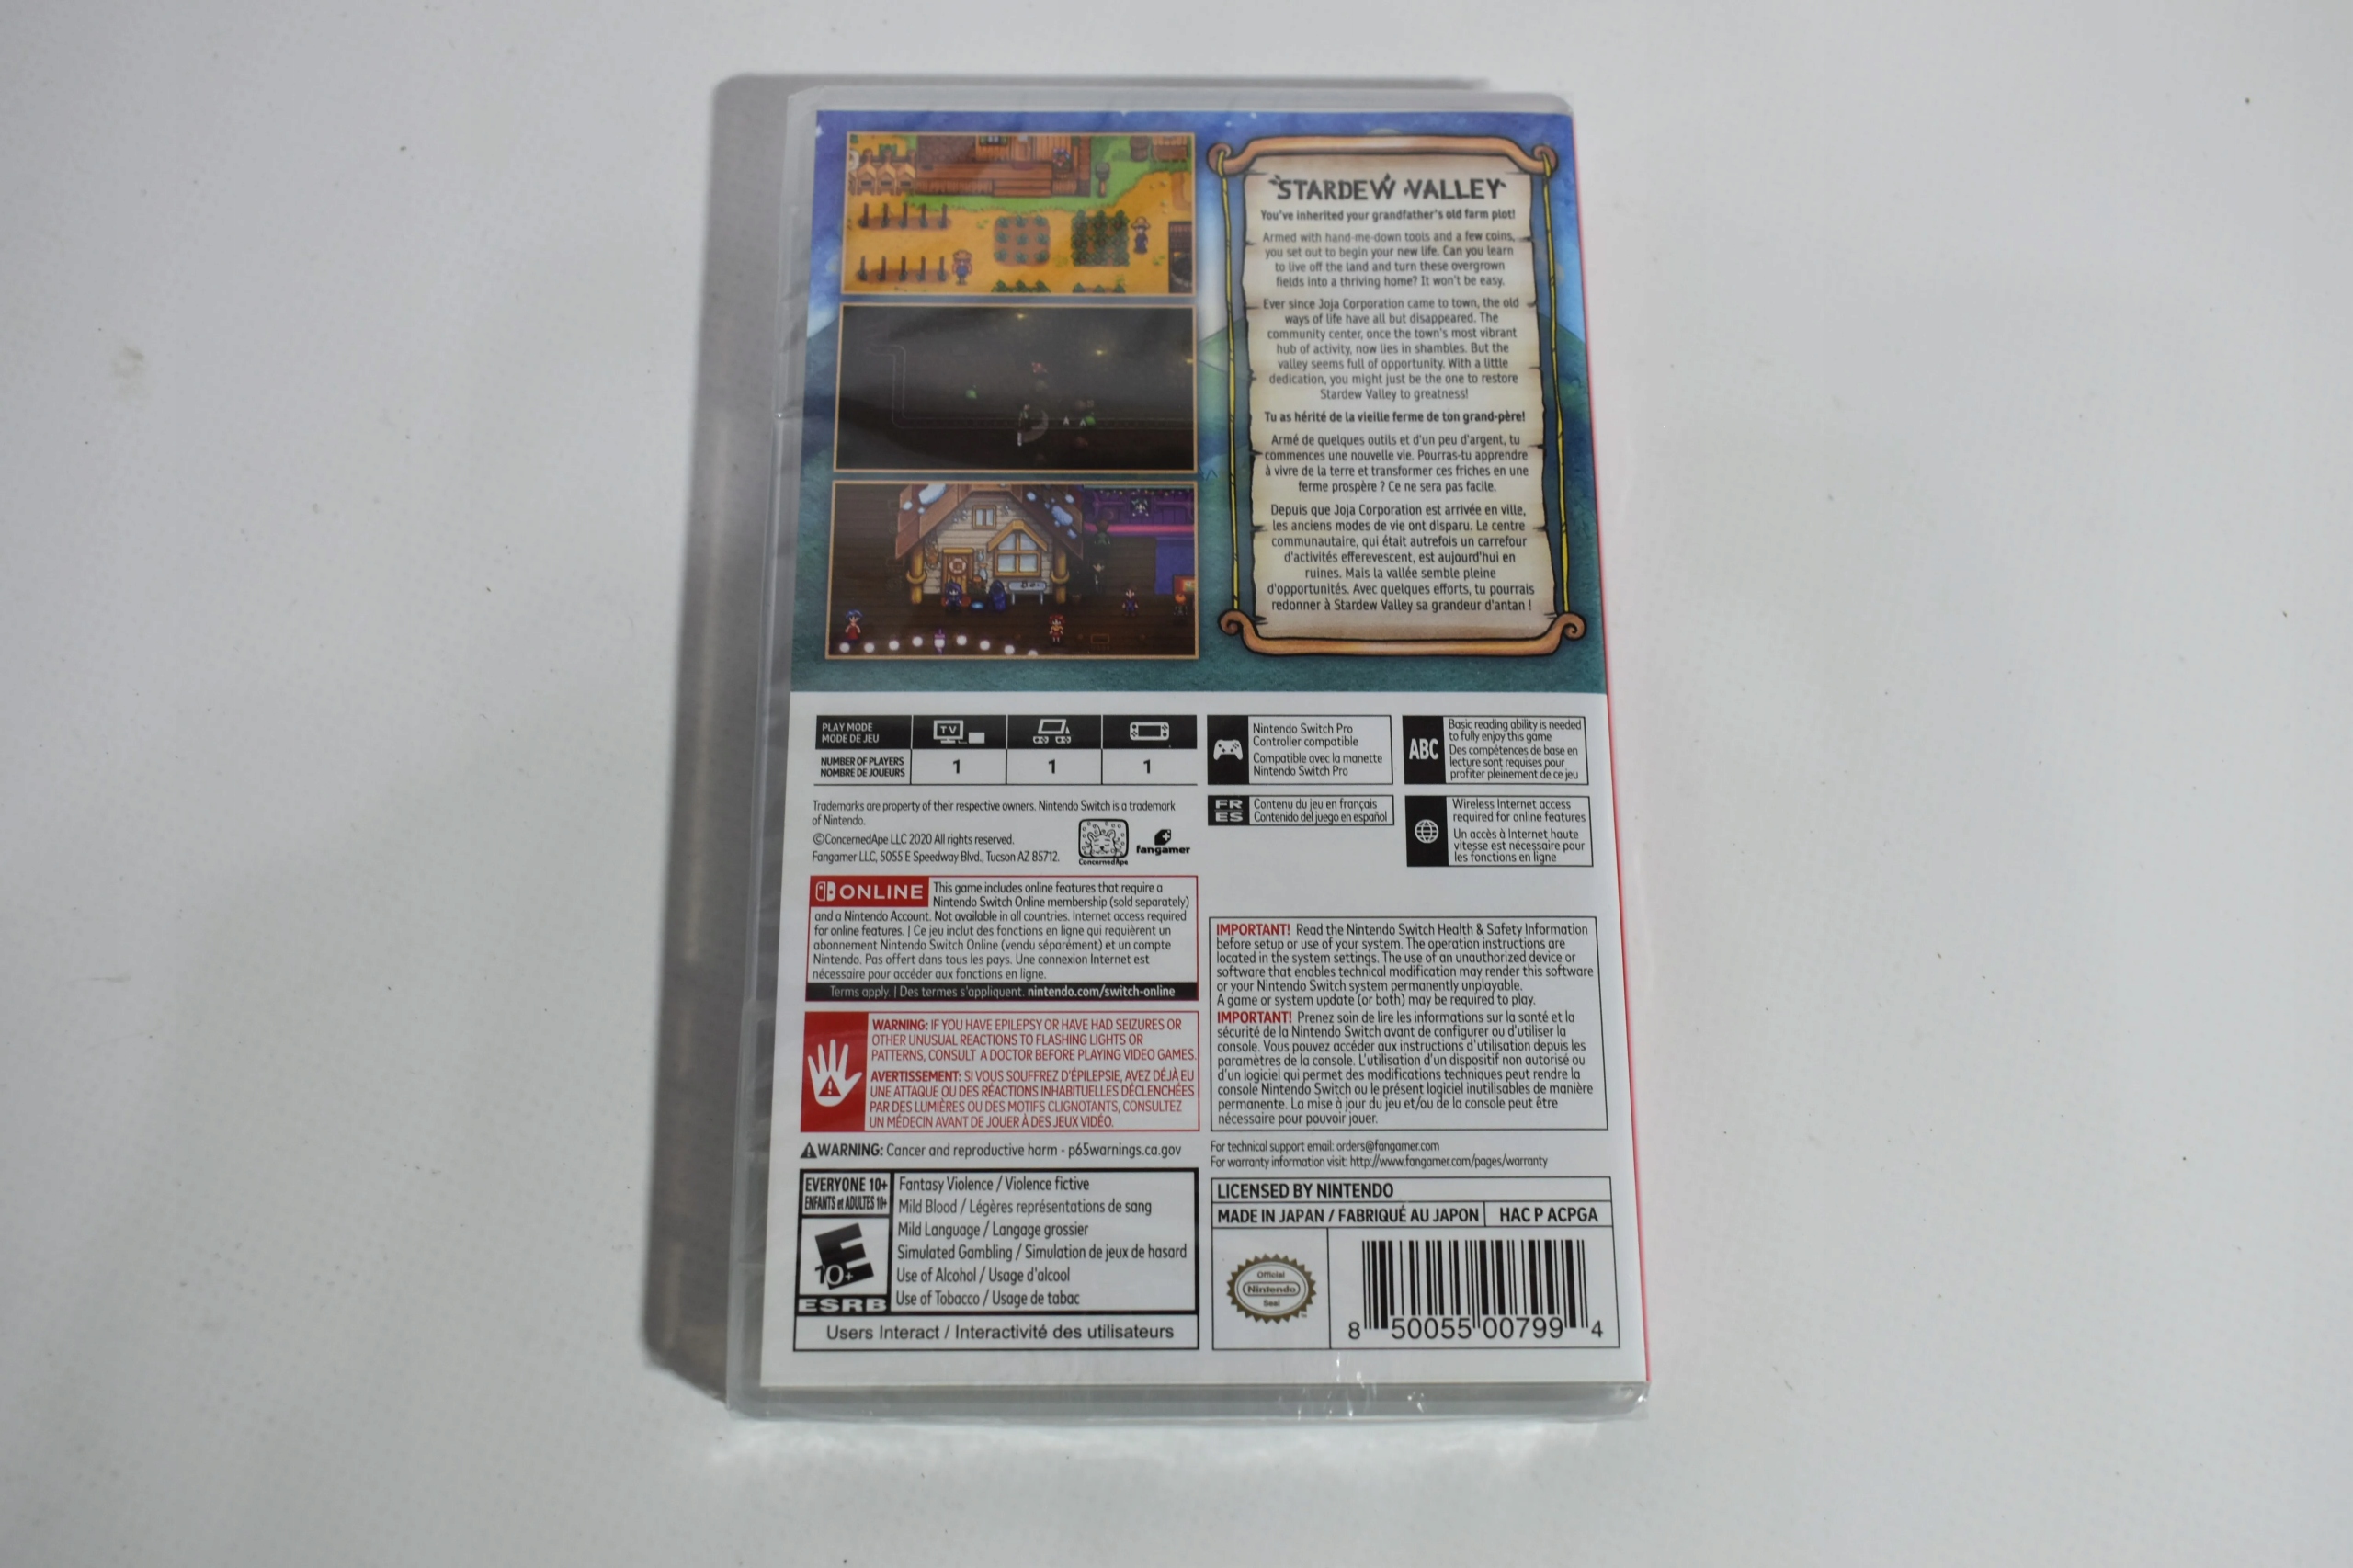 STARDEW VALLEY
You've inherited your grandfather's old farm plot!
Armed with hand-me-down tools and a few coins,
you set out to begin your new life. Can you learn
to live off the land and turn these overgrown
fields into a thriving home? It won't be easy.
Ever since Joja Corporation came to town, the old
ways of life have all but disappeared. The
community center, once the town's most vibrant
hub of activity, now lies in shambles. But the
valley seems full of opportunity. With a little
dedication, you might just be the one to restore
Stardew Valley to greatness!
Tu as hérité de la vieille ferme de ton grand-père!
Armé de quelques outils et d'un peu d'argent, tu
commences une nouvelle vie. Pourras-tu apprendre
à vivre de la terre et transformer ces friches en une
ferme prospère ? Ce ne sera pas facile.
Depuis que Joja Corporation est arrivée en ville,
les anciens modes de vie ont disparu. Le centre
communautaire, qui était autrefois un carrefour
d'activités efferevescent, est aujourd'hui en
ruines. Mais la vallée semble pleine
d'opportunités. Avec quelques efforts, tu pourrais
redonner à Stardew Valley sa grandeur d'antan !
PLAY MODE
MODE DE JEU
TV
NUMBER OF PLAYERS
NOMBRE DE JOUEURS
1
1
1
Nintendo Switch Pro
Controller compatible
Compatible avec la manette
Nintendo Switch Pro
ABC
Basic reading ability is needed
to fully enjoy this game
Des compétences de base en
lecture sont requises pour
profiter pleinement de ce jeu
FR
ES
Contenu du jeu en français
Contenido del juego en español
Wireless Internet access
required for online features
Un accès à Internet haute
vitesse est nécessaire pour
les fonctions en ligne
Trademarks are property of their respective owners. Nintendo Switch is a trademark
of Nintendo.
©ConcernedApe LLC 2020 All rights reserved.
Fangamer LLC, 5055 E Speedway Blvd., Tucson AZ 85712.
ConcernedApe
fangamer
ONLINE
This game includes online features that require a
Nintendo Switch Online membership (sold separately)
and a Nintendo Account. Not available in all countries. Internet access required
for online features. | Ce jeu inclut des fonctions en ligne qui requièrent un
abonnement Nintendo Switch Online (vendu séparément) et un compte
Nintendo. Pas offert dans tous les pays. Une connexion Internet est
nécessaire pour accéder aux fonctions en ligne.
Terms apply. | Des termes s'appliquent. nintendo.com/switch-online
WARNING: IF YOU HAVE EPILEPSY OR HAVE HAD SEIZURES OR
OTHER UNUSUAL REACTIONS TO FLASHING LIGHTS OR
PATTERNS, CONSULT A DOCTOR BEFORE PLAYING VIDEO GAMES.
AVERTISSEMENT: SI VOUS SOUFFREZ D'ÉPILEPSIE, AVEZ DÉJÀ EU
UNE ATTAQUE OU DES RÉACTIONS INHABITUELLES DÉCLENCHÉES
PAR DES LUMIÈRES OU DES MOTIFS CLIGNOTANTS, CONSULTEZ
UN MÉDECIN AVANT DE JOUER À DES JEUX VIDÉO.
WARNING: Cancer and reproductive harm - p65warnings.ca.gov
EVERYONE 10+
ENFANTS et ADULTES 10+
E
10+
ESRB
Fantasy Violence / Violence fictive
Mild Blood / Légères représentations de sang
Mild Language / Langage grossier
Simulated Gambling / Simulation de jeux de hasard
Use of Alcohol / Usage d'alcool
Use of Tobacco / Usage de tabac
Users Interact / Interactivité des utilisateurs
IMPORTANT! Read the Nintendo Switch Health & Safety Information
before setup or use of your system. The operation instructions are
located in the system settings. The use of an unauthorized device or
software that enables technical modification may render this software
or your Nintendo Switch system permanently unplayable.
A game or system update (or both) may be required to play.
IMPORTANT! Prenez soin de lire les informations sur la santé et la
sécurité de la Nintendo Switch avant de configurer ou d'utiliser la
console. Vous pouvez accéder aux instructions d'utilisation depuis les
paramètres de la console. L'utilisation d'un dispositif non autorisé ou
d'un logiciel qui permet des modifications techniques peut rendre la
console Nintendo Switch ou le présent logiciel inutilisables de manière
permanente. La mise à jour du jeu et/ou de la console peut être
nécessaire pour pouvoir jouer.
For technical support email: orders@fangamer.com
For warranty information visit: http://www.fangamer.com/pages/warranty
LICENSED BY NINTENDO
MADE IN JAPAN / FABRIQUÉ AU JAPON
HAC P ACPGA
Official
Nintendo
Seal
8 50055 00799 4